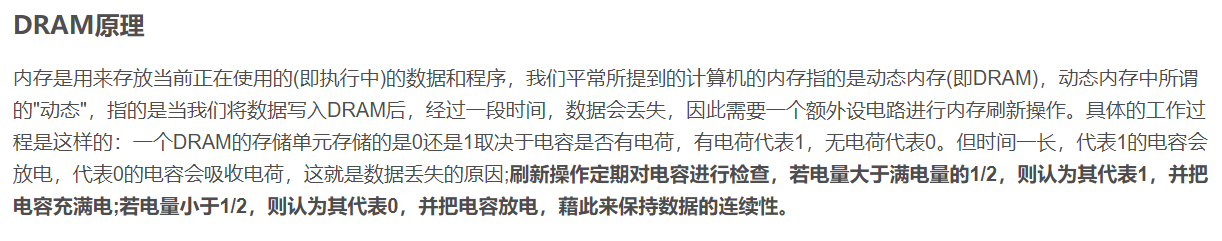 DRAM原理
内存是用来存放当前正在使用的(即执行中)的数据和程序，我们平常所提到的计算机的内存指的是动态内存(即DRAM)，动态内存中所谓
的"动态"，指的是当我们将数据写入DRAM后，经过一段时间，数据会丢失，因此需要一个额外设电路进行内存刷新操作。具体的工作过
程是这样的：一个DRAM的存储单元存储的是0还是1取决于电容是否有电荷，有电荷代表1，无电荷代表0。但时间一长，代表1的电容会
放电，代表0的电容会吸收电荷，这就是数据丢失的原因;刷新操作定期对电容进行检查，若电量大于满电量的1/2，则认为其代表1，并把
电容充满电;若电量小于1/2，则认为其代表0，并把电容放电，藉此来保持数据的连续性。